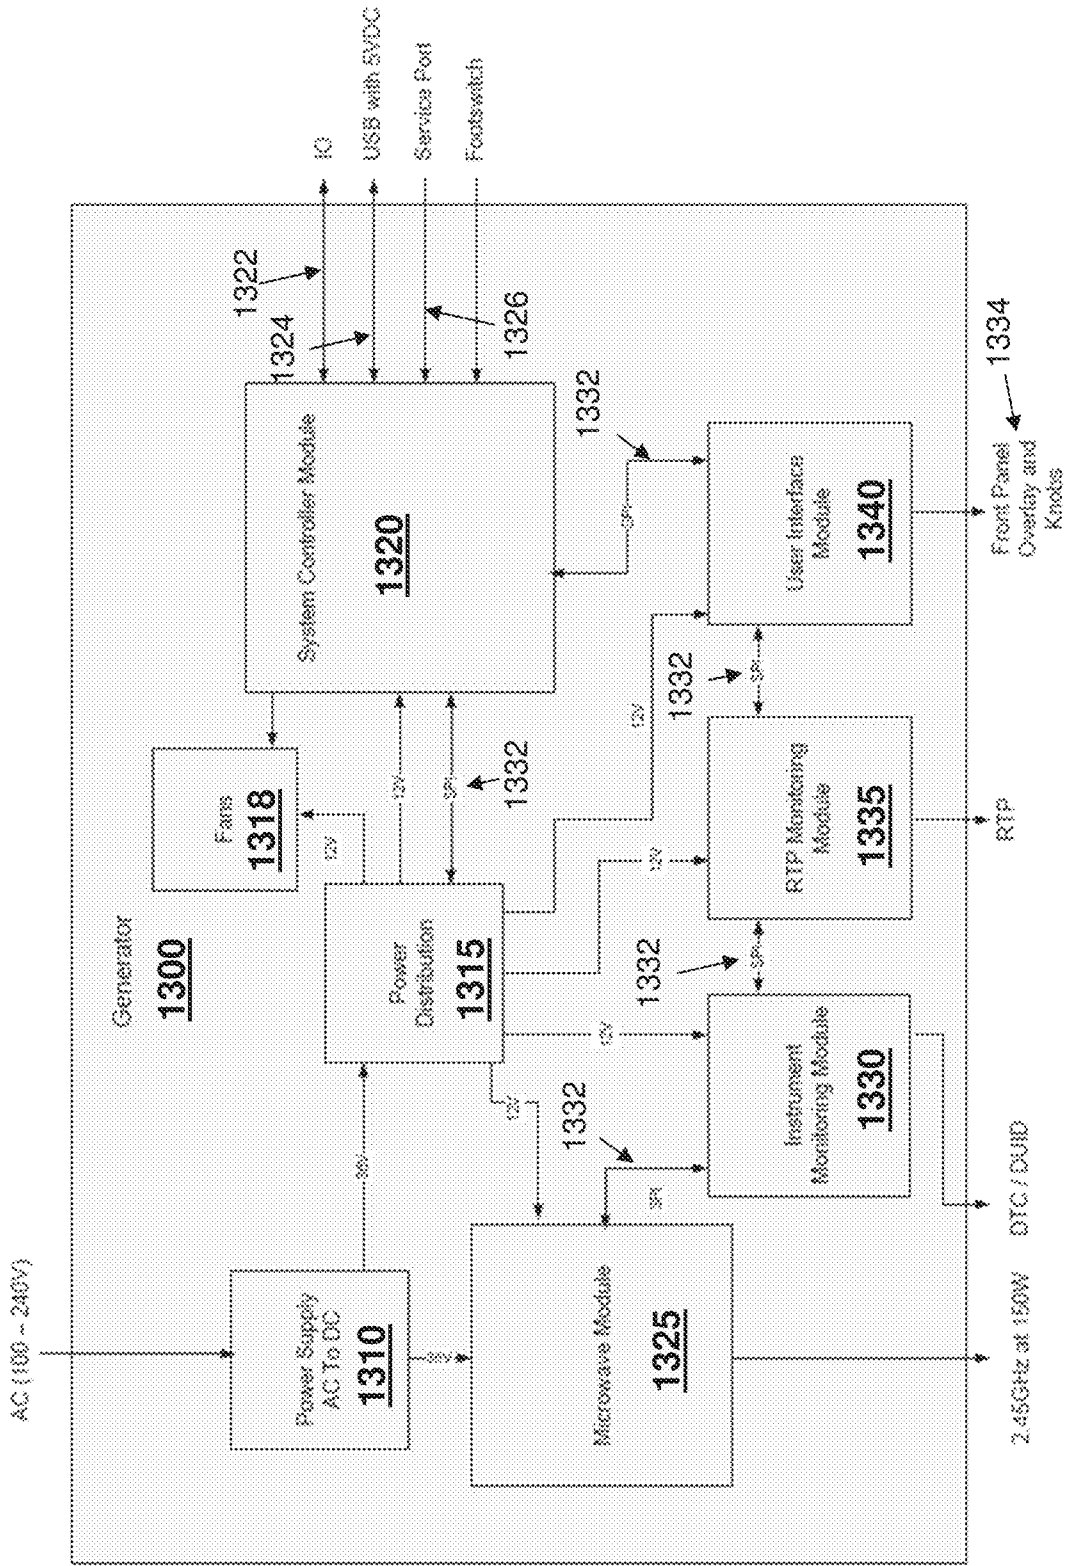 AC (100 – 240V)
Generator
1300
Power Supply
AC To DC
1310
36V
Power
Distribution
1315
12V
Fans
1318
12V
SPI
1332
System Controller Module
1320
1322
IO
1324
USB with 5VDC
1326
Service Port
Footswitch
12V
1332
SPI
12V
12V
12V
SPI
1332
Microwave Module
1325
Instrument
Monitoring Module
1330
1332
SPI
RTP Monitoring
Module
1335
1332
SPI
User Interface
Module
1340
2.45GHz at 150W
DTC / DUID
RTP
Front Panel
Overlay and
Knobs
1334